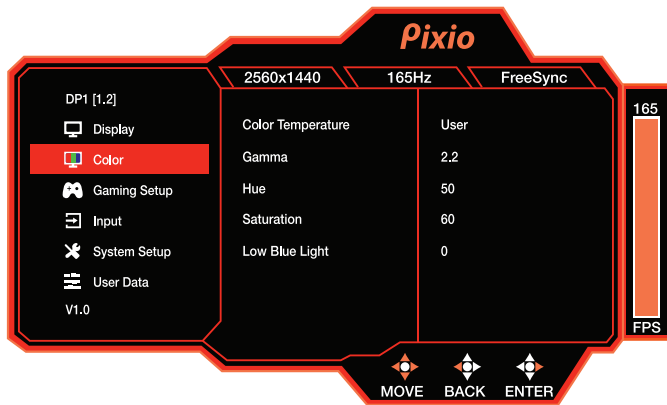 Pixio
2560x1440 165Hz FreeSync
DP1 [1.2]
Display
Color
Gaming Setup
Input
System Setup
User Data
V1.0
Color Temperature User
Gamma 2.2
Hue 50
Saturation 60
Low Blue Light 0
165
FPS
MOVE BACK ENTER